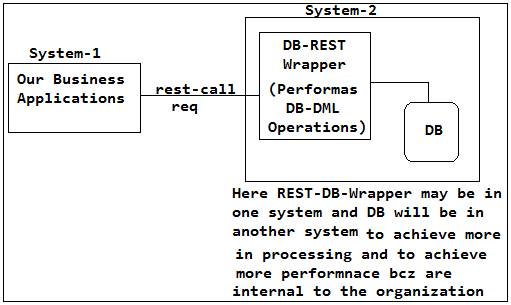 System-2
System-1
Our Business
Applications
rest-call
req
DB-REST
Wrapper
(Performas
DB-DML
Operations)
DB
Here REST-DB-Wrapper may be in
one system and DB will be in
another system to achieve more
in processing and to achieve
more performnace bcz are
internal to the organization